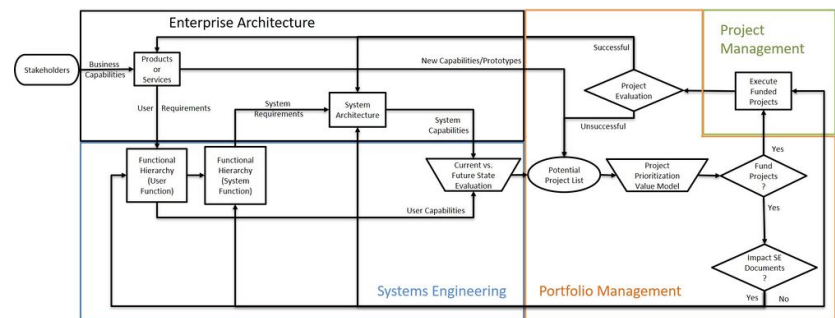 Enterprise Architecture
Project
Management
Stakeholders
Business
Capabilities
Products
or
Services
New Capabilities/Prototypes
Successful
Project
Evaluation
Unsuccessful
Execute
Funded
Projects
User Requirements
System
Requirements
System
Architecture
System
Capabilities
Yes
Functional
Hierarchy
(User
Function)
Functional
Hierarchy
(System
Function)
Current vs.
Future State
Evaluation
Potential
Project List
Project
Prioritization
Value Model
Fund
Projects
?
User Capabilities
Yes
Impact SE
Documents
?
Systems Engineering
Portfolio Management
Yes No